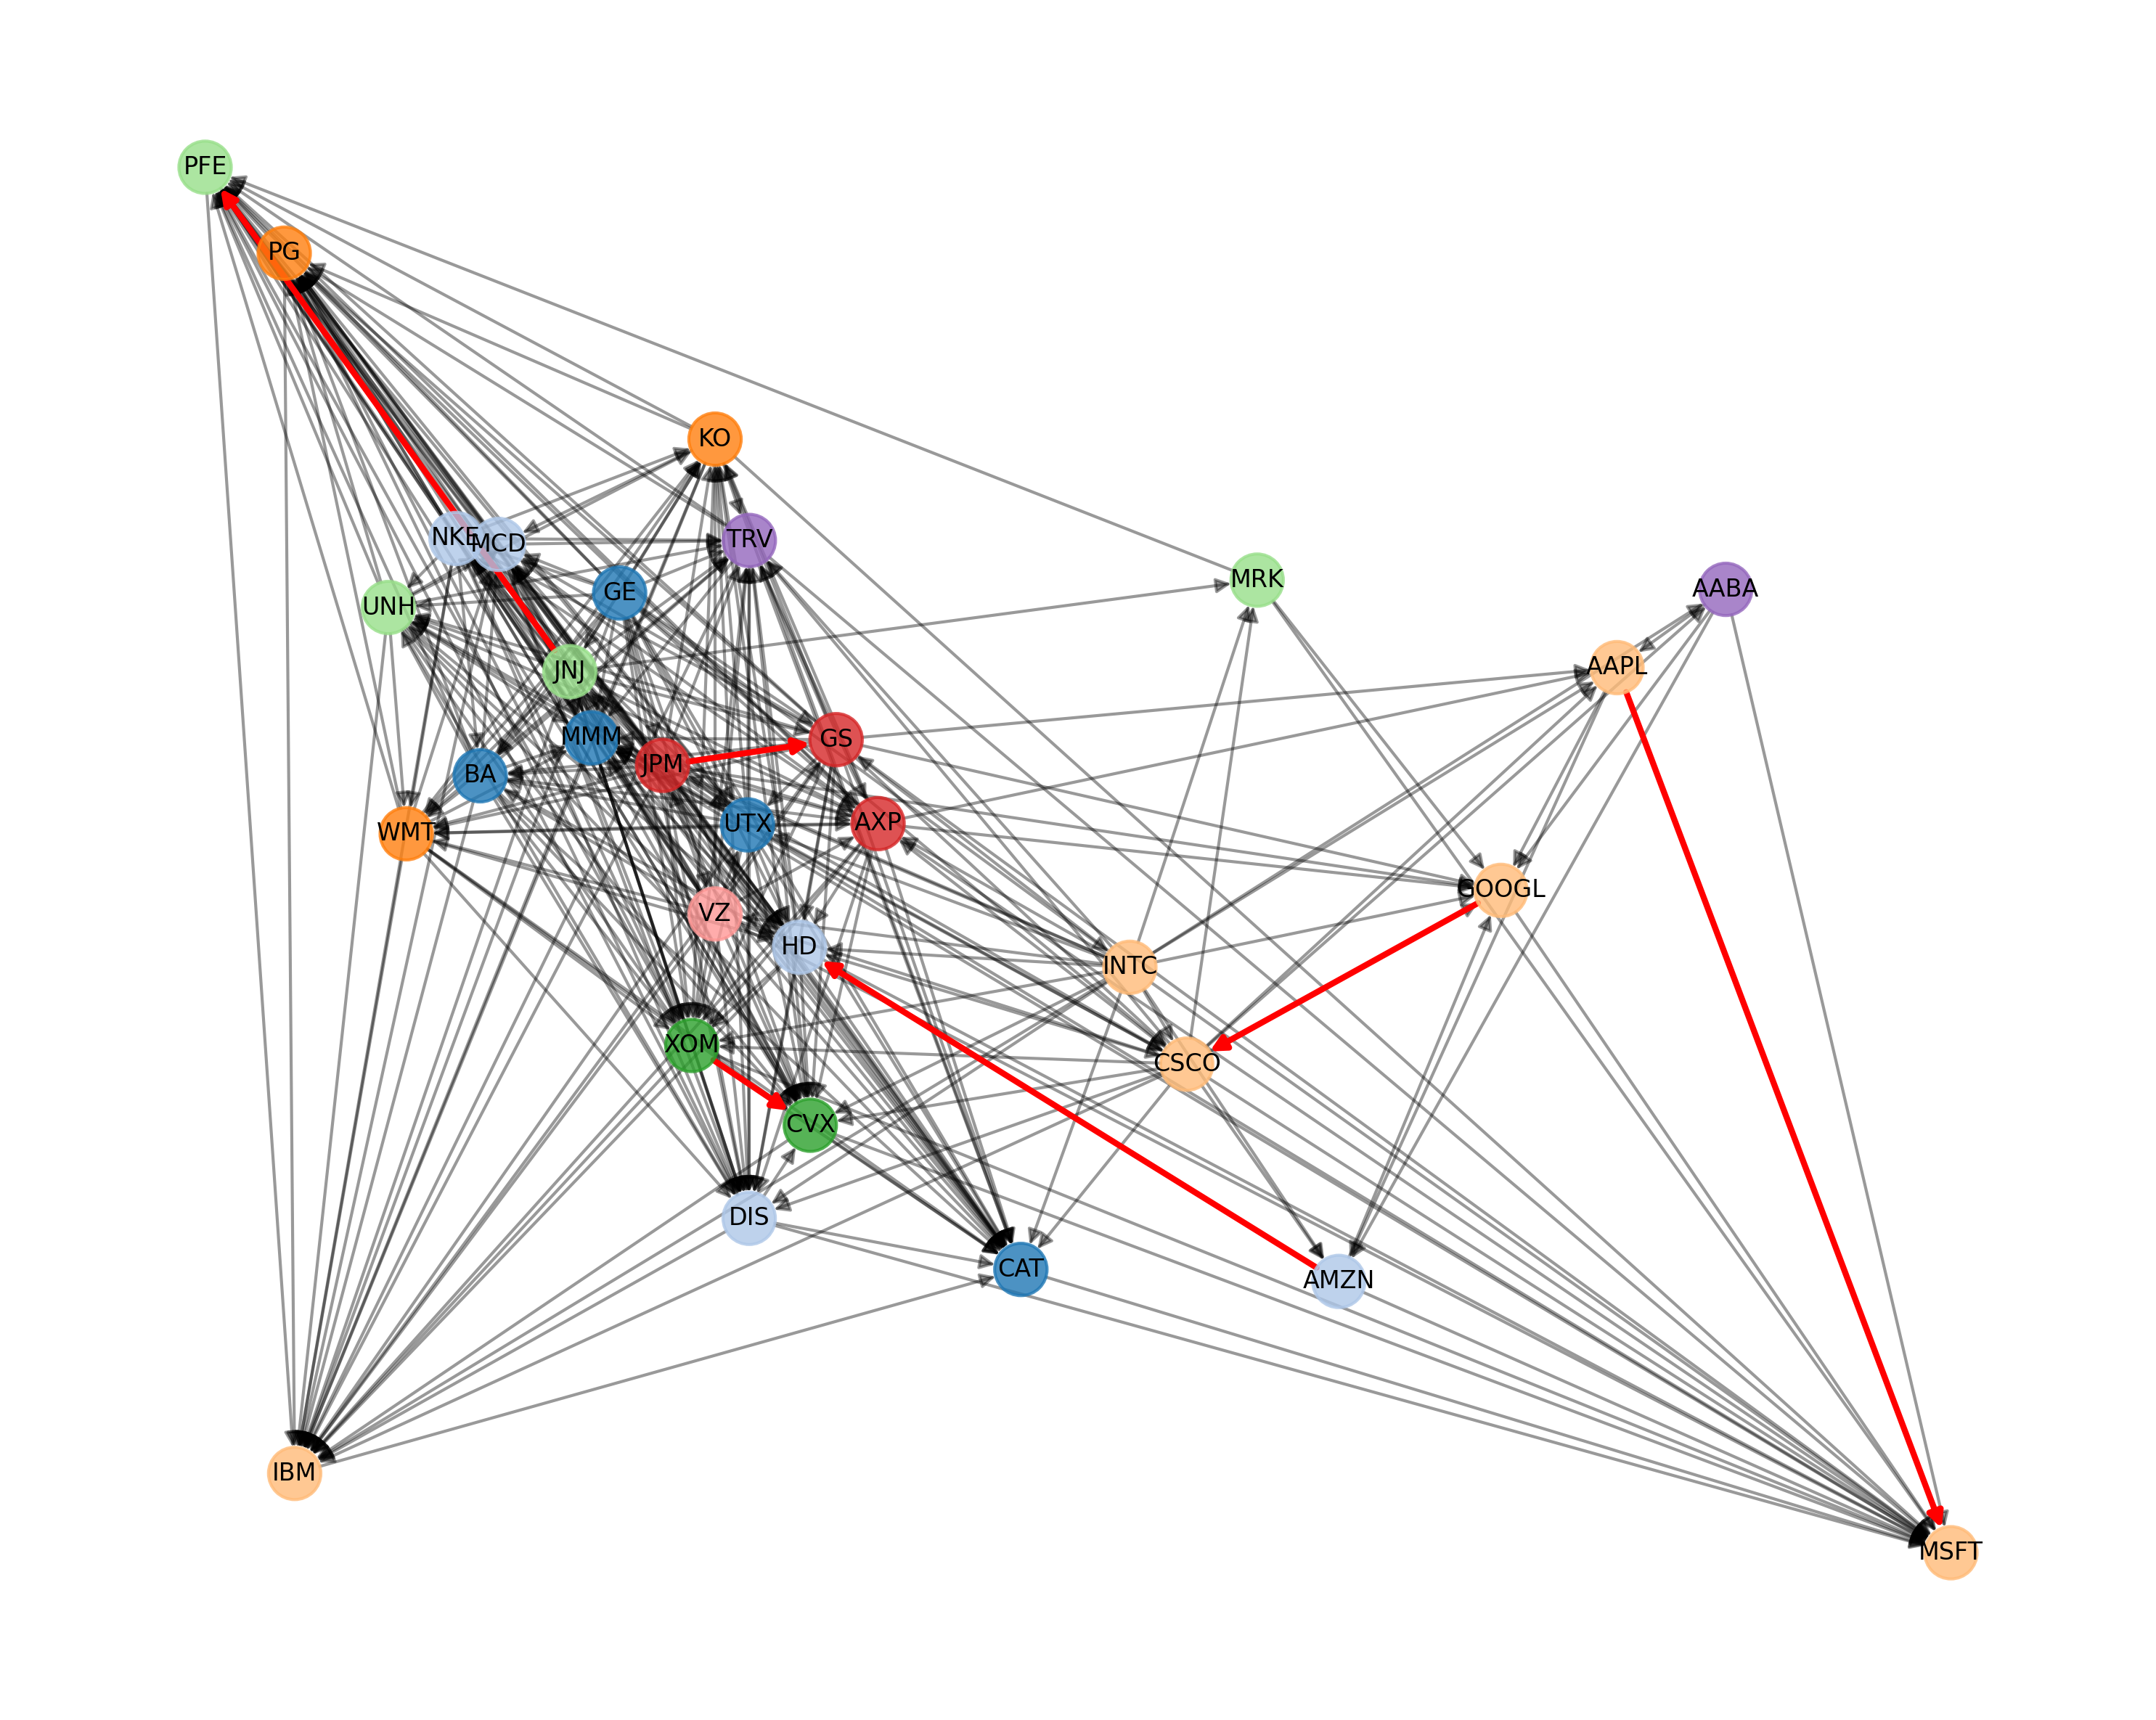 PFE
PG
KO
NKE
MCD
TRV
MRK
AABA
GE
UNH
JNJ
AAPL
MMM
GS
JPM
BA
UTX
AXP
WMT
GOOGL
VZ
HD
INTC
XOM
CSCO
CVX
DIS
CAT
AMZN
IBM
MSFT